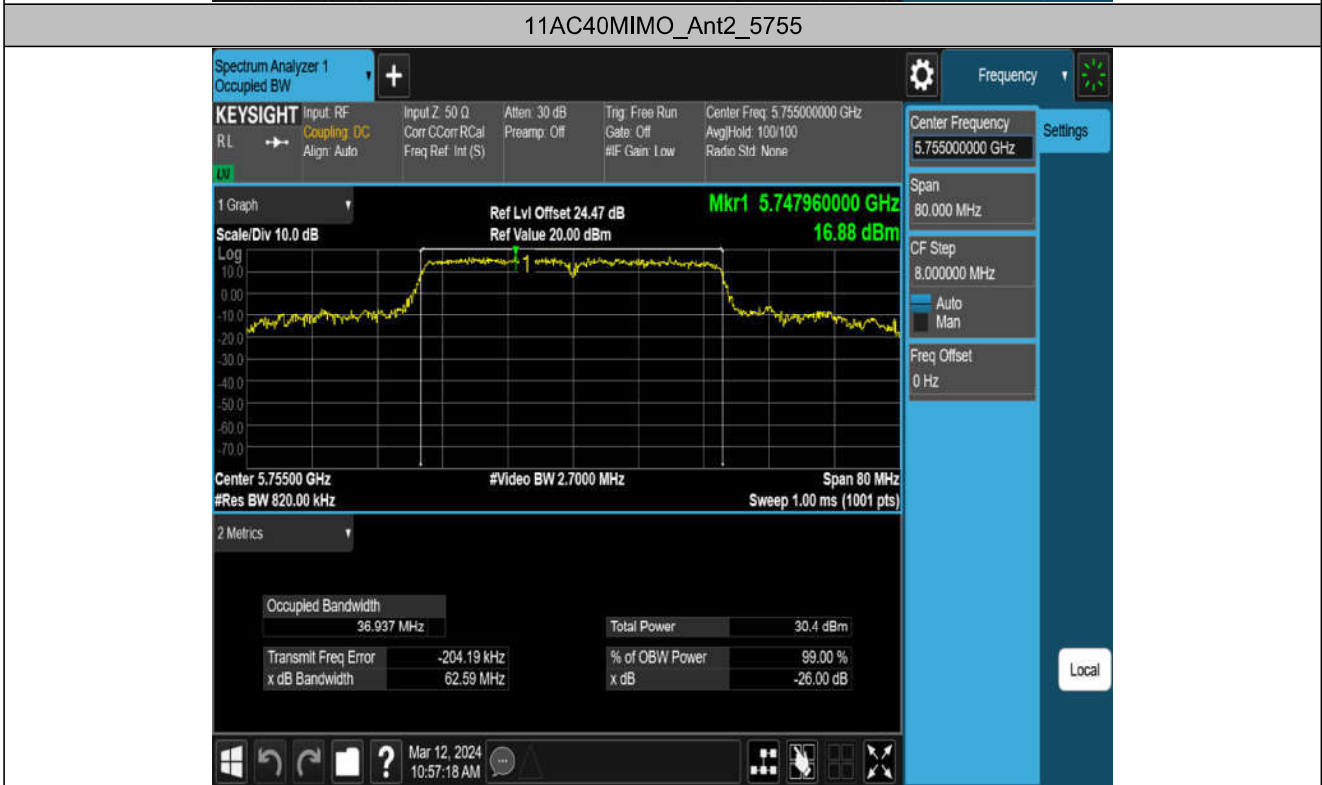 11AC40MIMO_Ant2_5755
Spectrum Analyzer 1
Occupied BW
+
Frequency
KEYSIGHT
RL
LXI
Input: RF
Coupling: DC
Align: Auto
Input Z: 50 Ω
Corr CCorr RCal
Freq Ref: Int (S)
Atten: 30 dB
Preamp: Off
Trig: Free Run
Gate: Off
#IF Gain: Low
Center Freq: 5.755000000 GHz
Avg|Hold: 100/100
Radio Std: None
Center Frequency
5.755000000 GHz
Settings
Span
80.000 MHz
CF Step
8.000000 MHz
Auto
Man
Freq Offset
0 Hz
1 Graph
Scale/Div 10.0 dB
Ref Lvl Offset 24.47 dB
Ref Value 20.00 dBm
Mkr1 5.747960000 GHz
16.88 dBm
Log
10.0
0.00
-10.0
-20.0
-30.0
-40.0
-50.0
-60.0
-70.0
1
Center 5.75500 GHz
#Video BW 2.7000 MHz
Span 80 MHz
#Res BW 820.00 kHz
Sweep 1.00 ms (1001 pts)
2 Metrics
Occupied Bandwidth
36.937 MHz
Total Power 30.4 dBm
Transmit Freq Error -204.19 kHz
% of OBW Power 99.00 %
x dB Bandwidth 62.59 MHz
x dB -26.00 dB
Local
?
Mar 12, 2024
10:57:18 AM